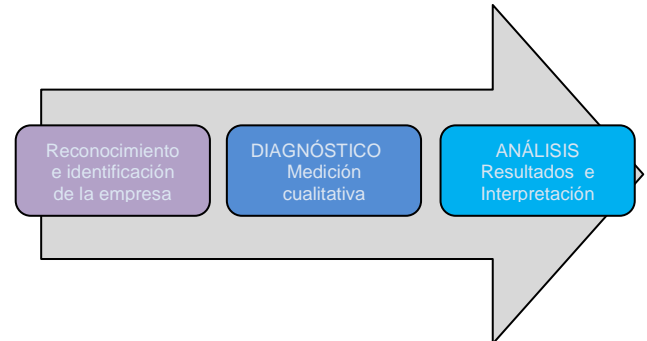 Reconocimiento
e identificación
de la empresa
DIAGNÓSTICO
Medición
cualitativa
ANÁLISIS
Resultados e
Interpretación